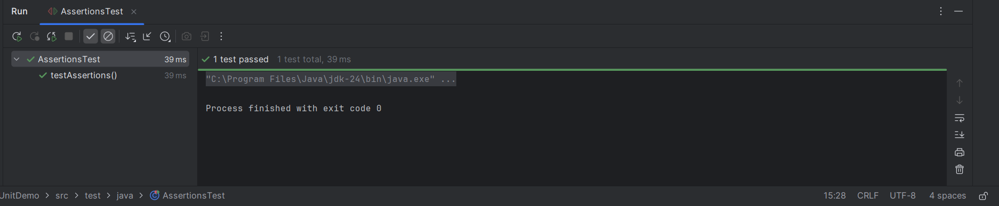 Run AssertionsTest
AssertionsTest 39 ms
testAssertions() 39 ms
1 test passed 1 test total, 39 ms
"C:\Program Files\Java\jdk-24\bin\java.exe" ...
Process finished with exit code 0
UnitDemo > src > test > java > AssertionsTest
15:28 CRLF UTF-8 4 spaces